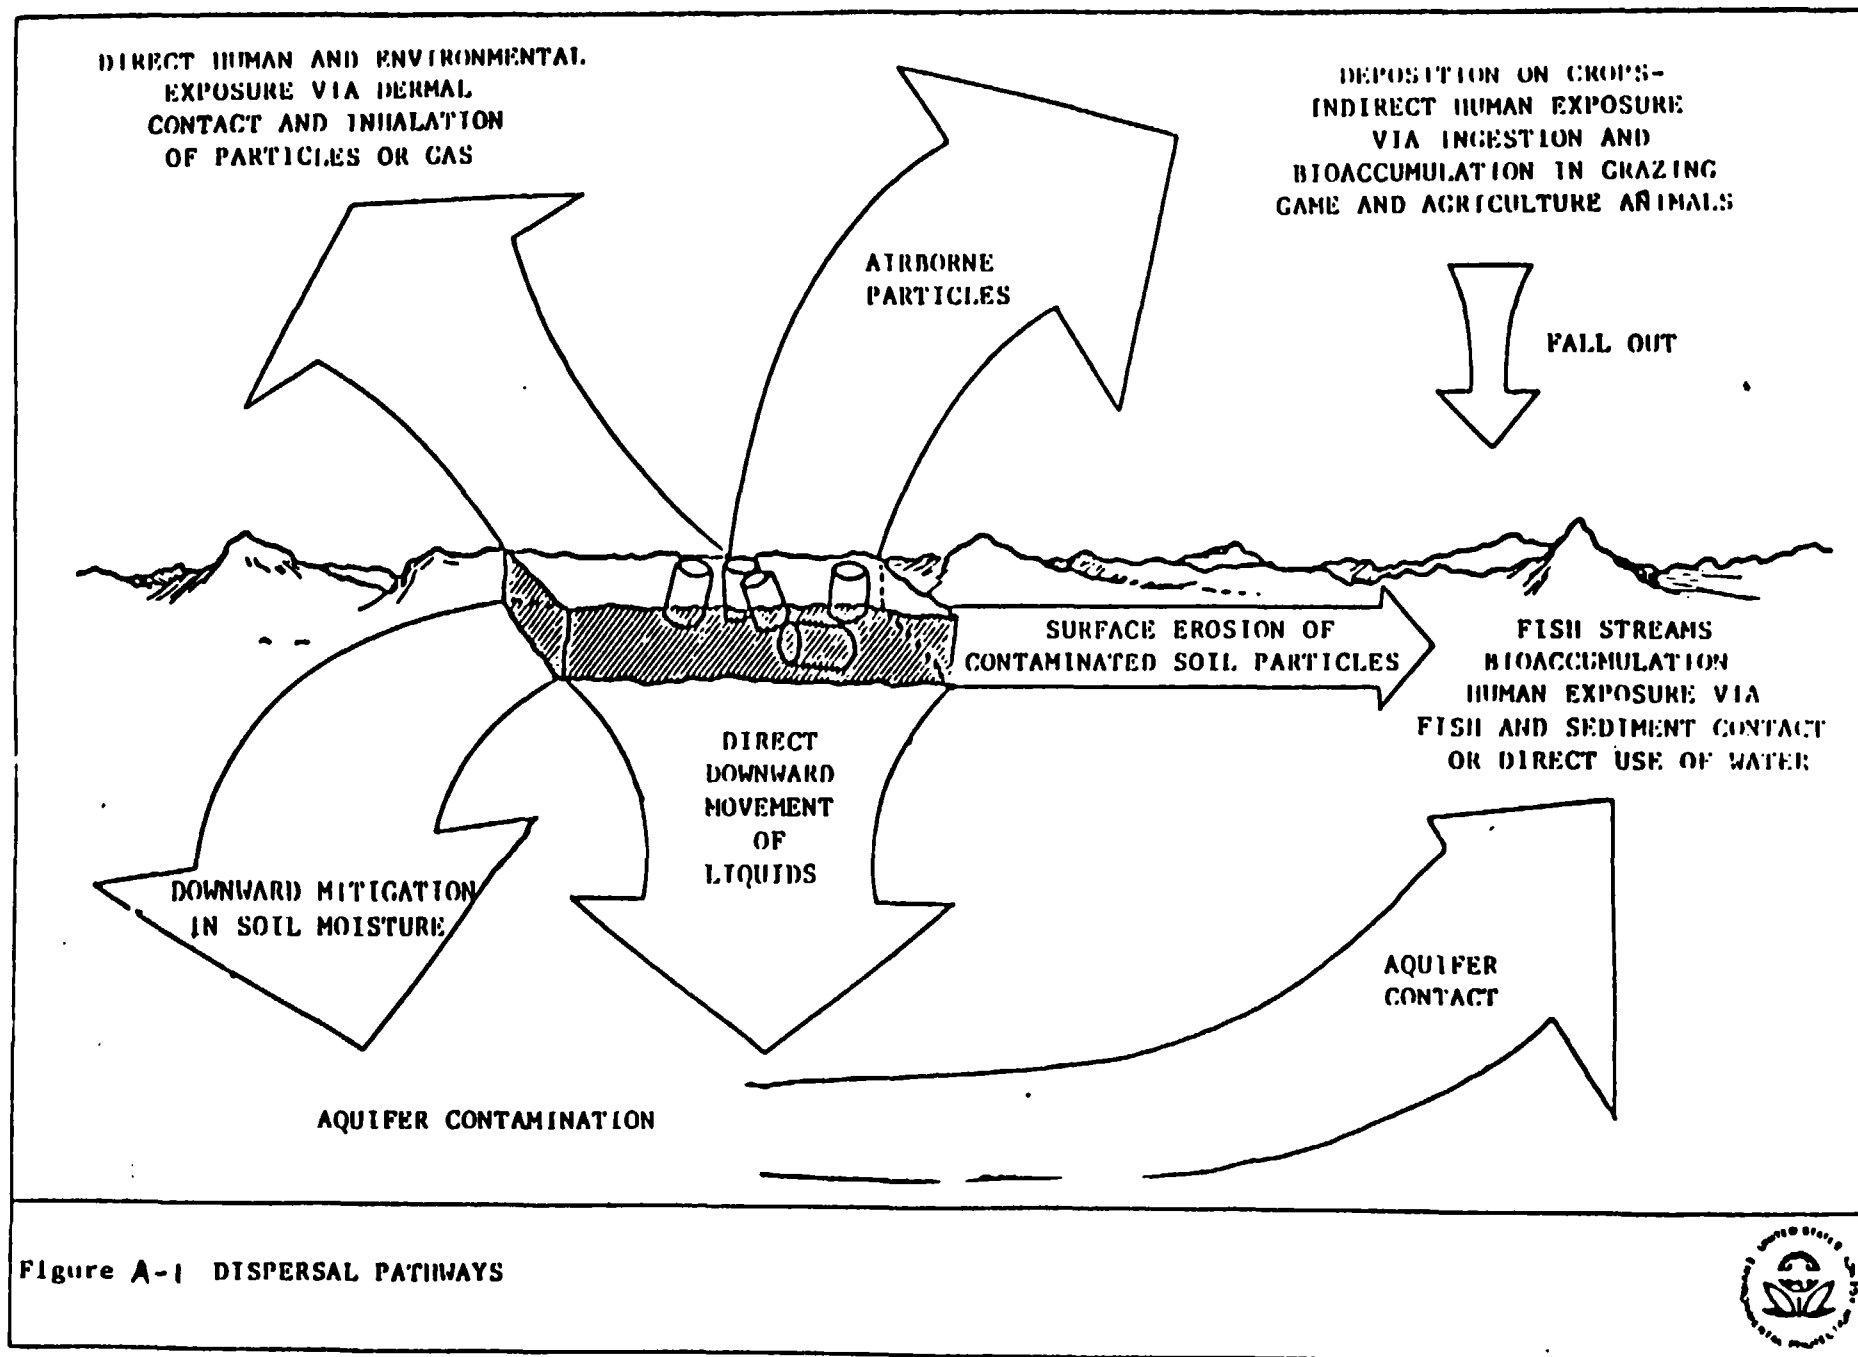 DIRECT HUMAN AND ENVIRONMENTAL
EXPOSURE VIA DERMAL
CONTACT AND INHALATION
OF PARTICLES OR GAS
DEPOSITION ON CROPS-
INDIRECT HUMAN EXPOSURE
VIA INGESTION AND
BIOACCUMULATION IN GRAZING
GAME AND AGRICULTURE ANIMALS
AIRBORNE
PARTICLES
FALL OUT
SURFACE EROSION OF
CONTAMINATED SOIL PARTICLES
FISH STREAMS
BIOACCUMULATION
HUMAN EXPOSURE VIA
FISH AND SEDIMENT CONTACT
OR DIRECT USE OF WATER
DIRECT
DOWNWARD
MOVEMENT
OF
LIQUIDS
DOWNWARD MITIGATION
IN SOIL MOISTURE
AQUIFER
CONTACT
AQUIFER CONTAMINATION
Figure A-1 DISPERSAL PATHWAYS
UNITED STATES